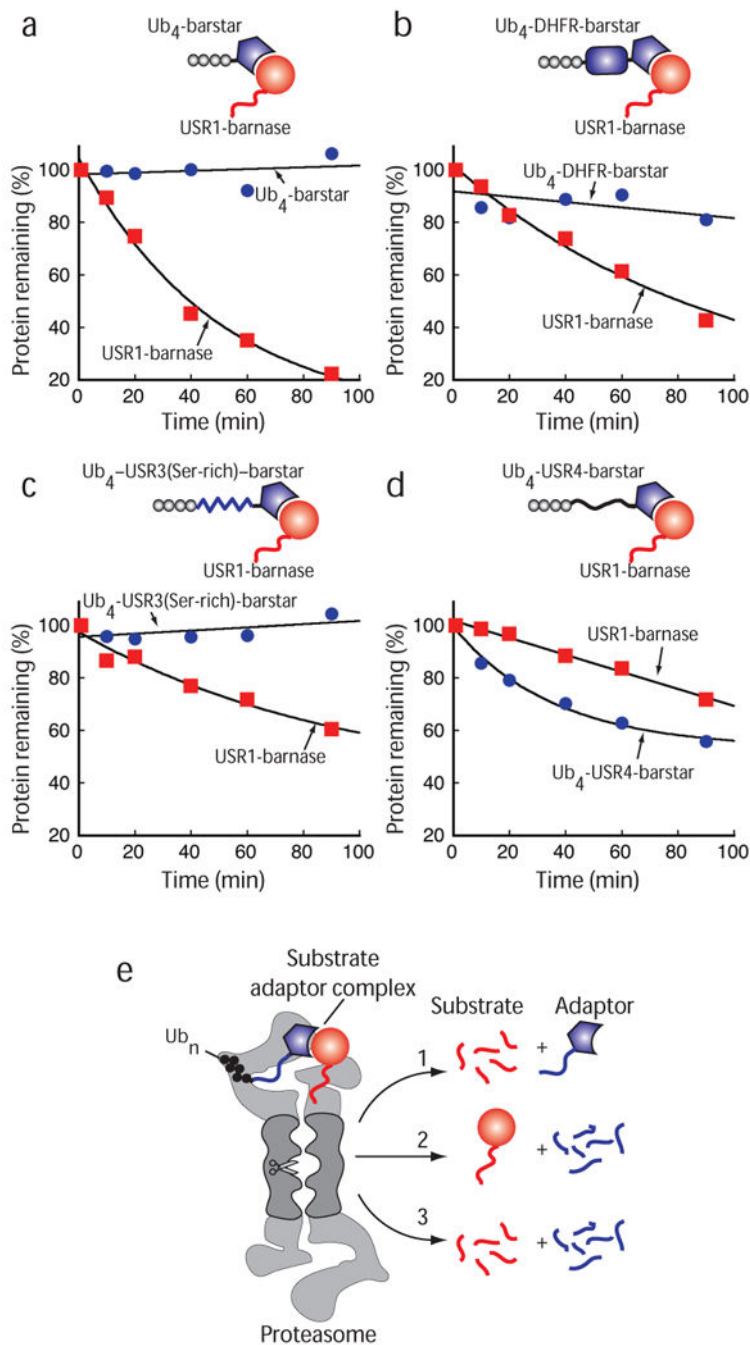 a
Ub4-barstar
USR1-barnase
Protein remaining (%)
100
80
60
40
20
Ub4-barstar
USR1-barnase
0 20 40 60 80 100
Time (min)
b
Ub4-DHFR-barstar
USR1-barnase
Protein remaining (%)
100
80
60
40
20
Ub4-DHFR-barstar
USR1-barnase
0 20 40 60 80 100
Time (min)
c
Ub4–USR3(Ser-rich)–barstar
USR1-barnase
Protein remaining (%)
100
80
60
40
20
Ub4-USR3(Ser-rich)-barstar
USR1-barnase
0 20 40 60 80 100
Time (min)
d
Ub4-USR4-barstar
USR1-barnase
Protein remaining (%)
100
80
60
40
20
USR1-barnase
Ub4-USR4-barstar
0 20 40 60 80 100
Time (min)
e
Substrate
adaptor complex
Ubn
Substrate Adaptor
1 +
2 +
3 +
Proteasome